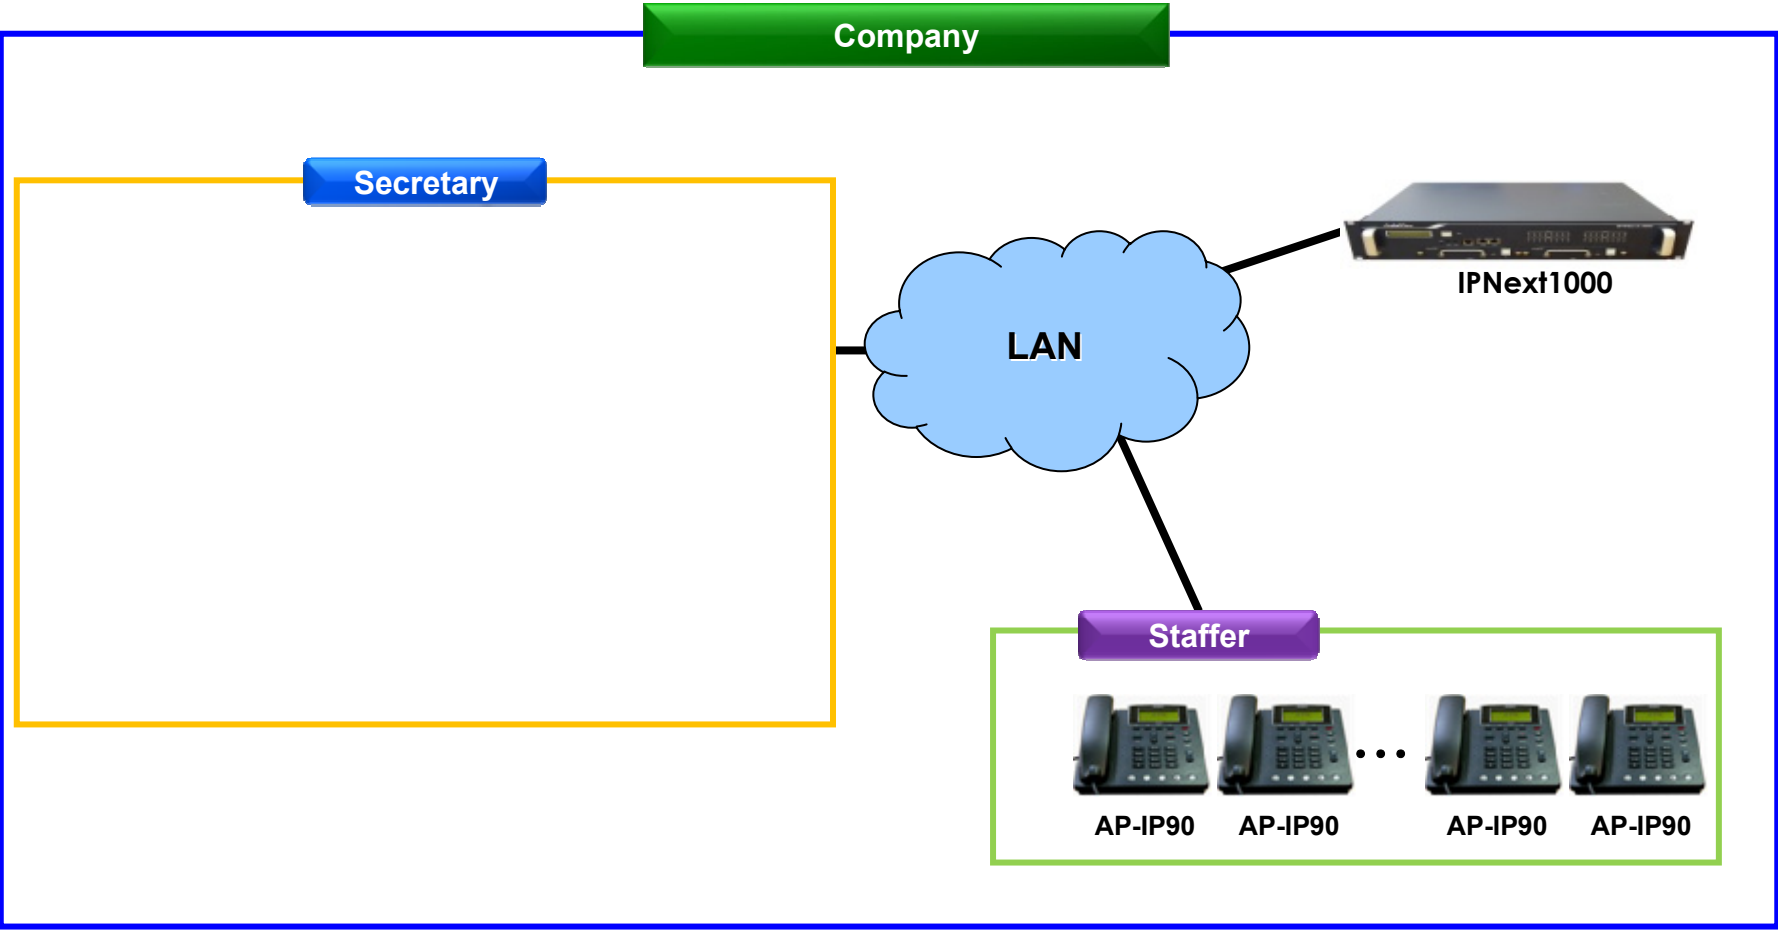 Company
Secretary
IPNext1000
LAN
Staffer
...
AP-IP90 AP-IP90 AP-IP90 AP-IP90